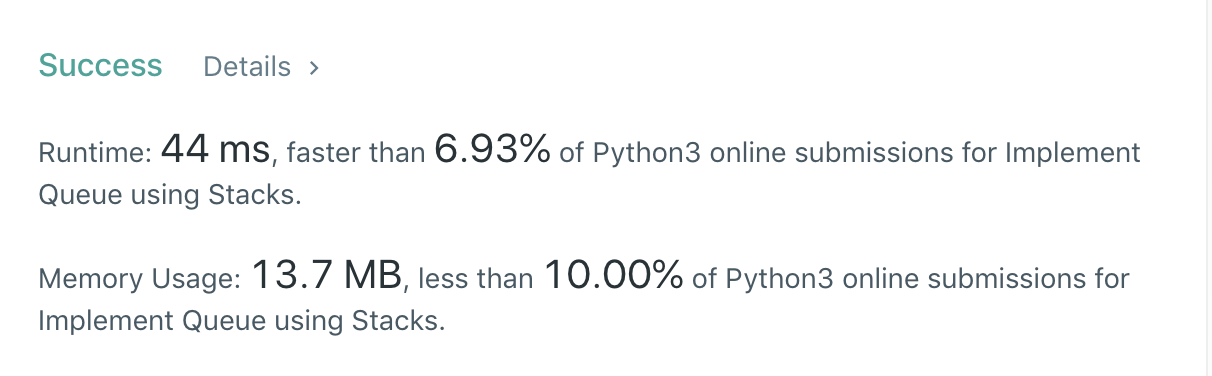 Success Details >
Runtime: 44 ms, faster than 6.93% of Python3 online submissions for Implement
Queue using Stacks.
Memory Usage: 13.7 MB, less than 10.00% of Python3 online submissions for
Implement Queue using Stacks.